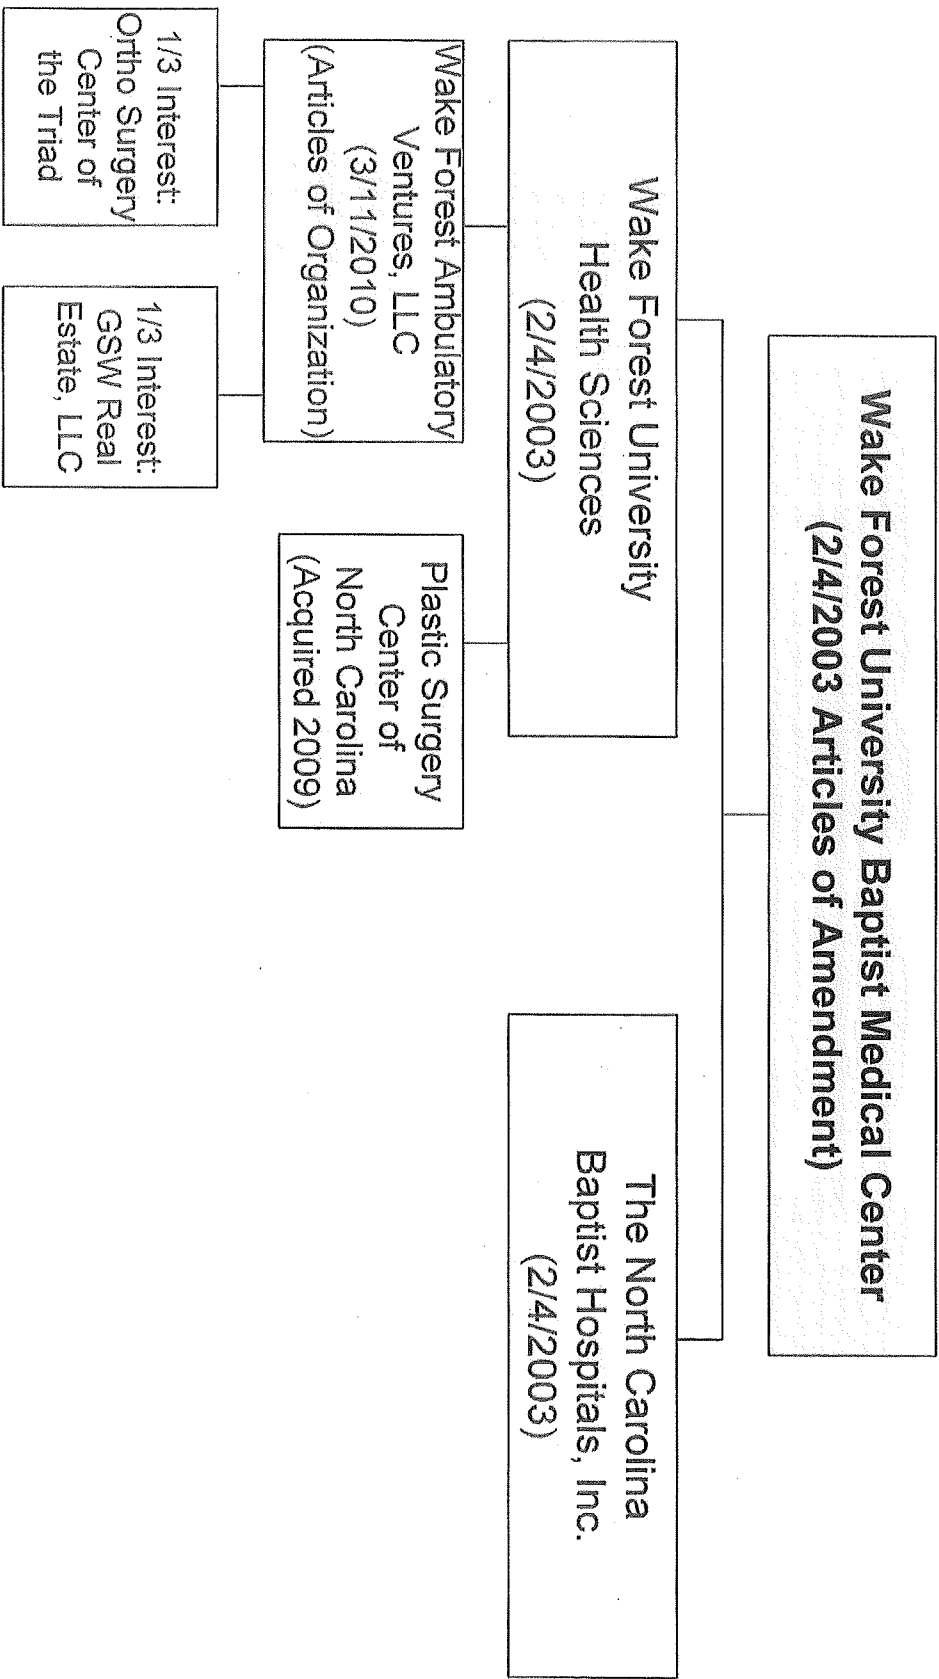 Wake Forest University Baptist Medical Center
(2/4/2003 Articles of Amendment)
Wake Forest University
Health Sciences
(2/4/2003)
The North Carolina
Baptist Hospitals, Inc.
(2/4/2003)
Wake Forest Ambulatory
Ventures, LLC
(3/11/2010)
(Articles of Organization)
Plastic Surgery
Center of
North Carolina
(Acquired 2009)
1/3 Interest:
Ortho Surgery
Center of
the Triad
1/3 Interest:
GSW Real
Estate, LLC